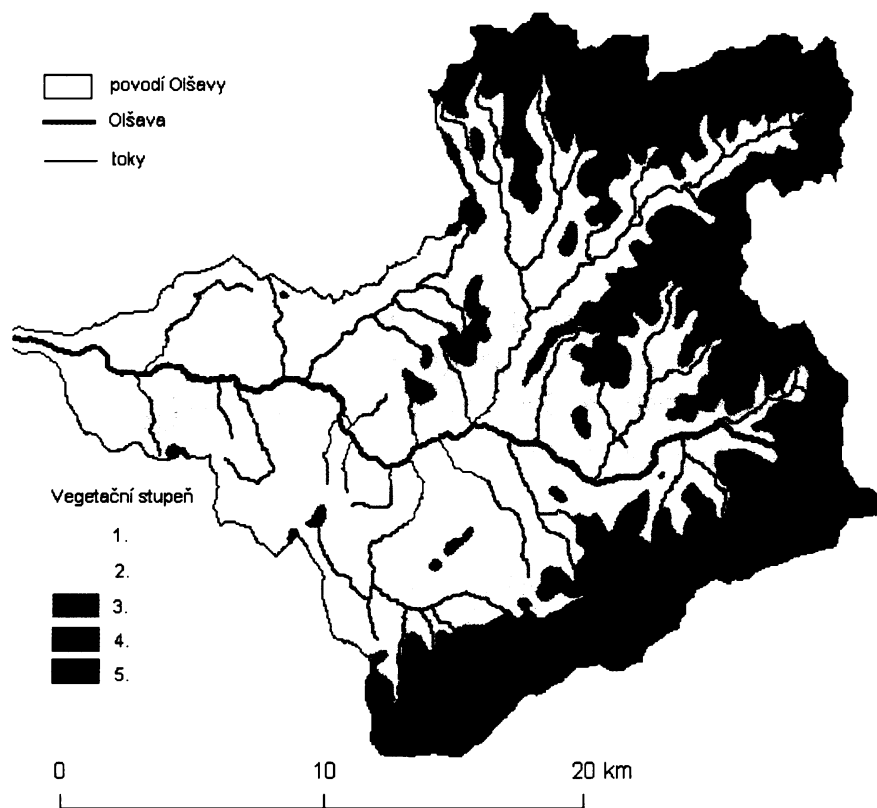 povodí Olšavy
Olšava
toky
Vegetační stupeň
1.
2.
3.
4.
5.
0 10 20 km